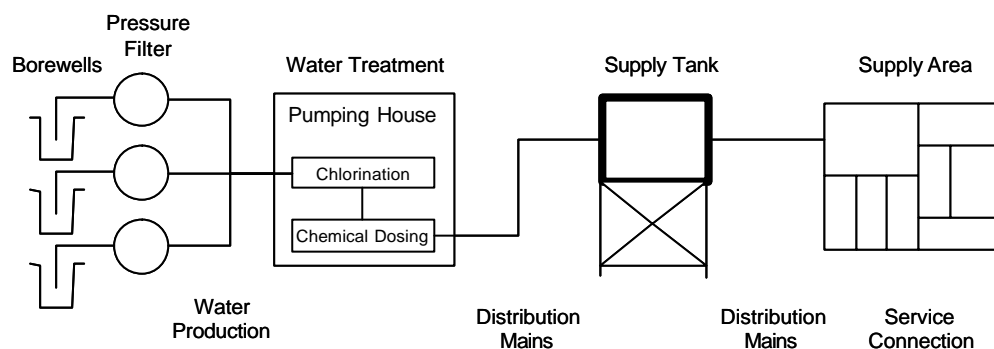 Pressure
Filter
Borewells
Water Treatment
Supply Tank
Supply Area
Pumping House
Chlorination
Chemical Dosing
Water
Production
Distribution
Mains
Distribution
Mains
Service
Connection